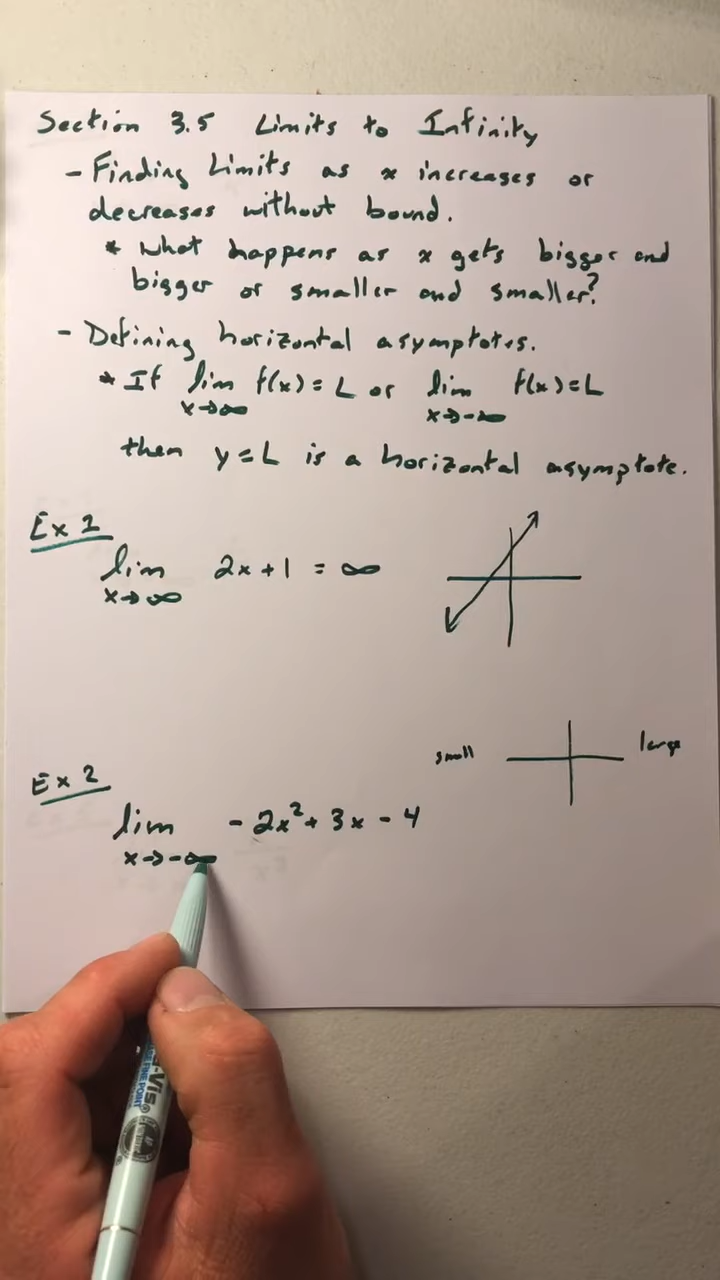 Section 3.5 Limits to Infinity
- Finding Limits as x increases or
decreases without bound.
* What happens as x gets bigger and
bigger or smaller and smaller?
- Defining horizontal asymptotes.
* If lim f(x) = L or lim f(x) = L
x→∞ x→-∞
then y = L is a horizontal asymptote.
Ex 1
lim 2x + 1 = ∞
x→∞
small large
Ex 2
lim - 2x² + 3x - 4
x→-∞
FINE POINT